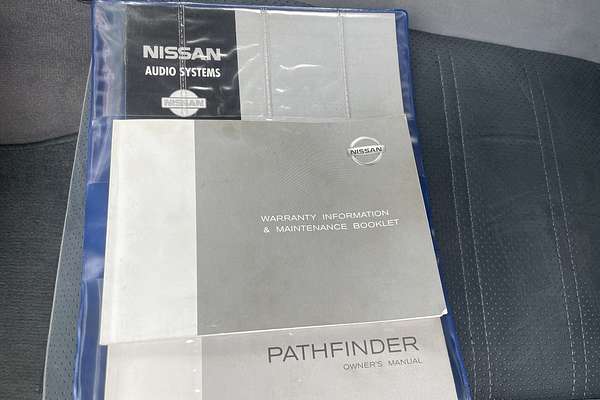 NISSAN
AUDIO SYSTEMS
NISSAN
NISSAN
WARRANTY INFORMATION
& MAINTENANCE BOOKLET
PATHFINDER
OWNER'S MANUAL